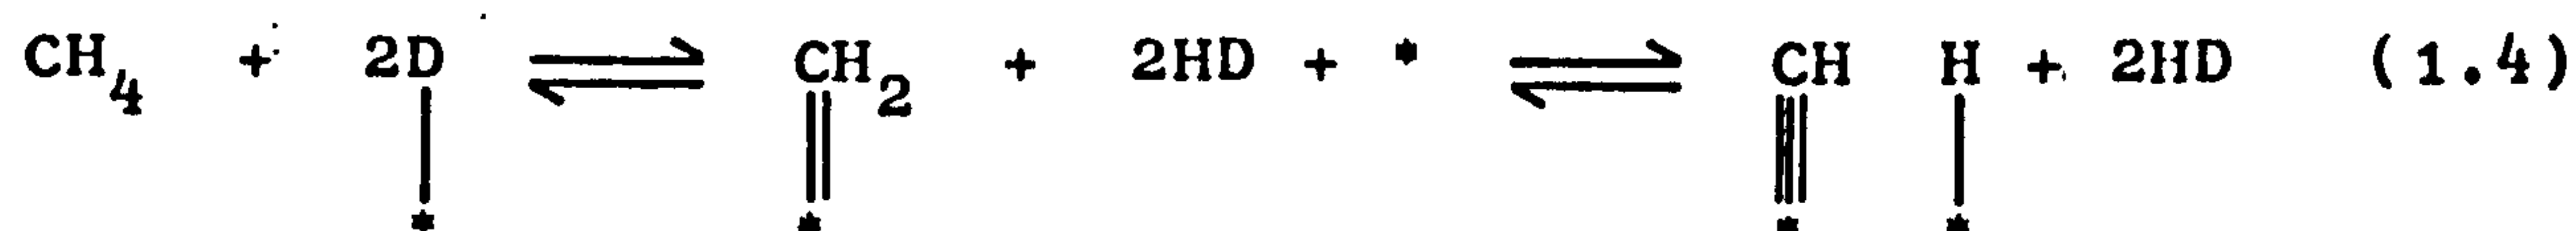 CH₄ + 2D ⇌ CH₂ + 2HD + * ⇌ CH H + 2HD (1.4)
* * * *